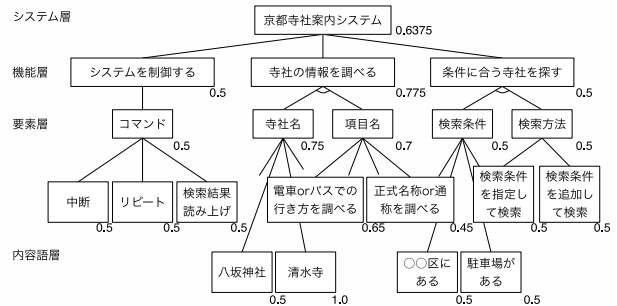 システム層
京都寺社案内システム
0.6375
機能層
システムを制御する
0.5
寺社の情報を調べる
0.775
条件に合う寺社を探す
0.5
要素層
コマンド
0.5
寺社名
0.75
項目名
0.7
検索条件
0.5
検索方法
0.5
中断
0.5
リピート
0.5
検索結果
読み上げ
0.5
電車orバスでの
行き方を調べる
0.65
正式名称or通
称を調べる
0.45
検索条件
を指定し
て検索
0.5
検索条件
を追加して
検索
0.5
内容語層
八坂神社
0.5
清水寺
1.0
○○区に
ある
0.5
駐車場が
ある
0.5